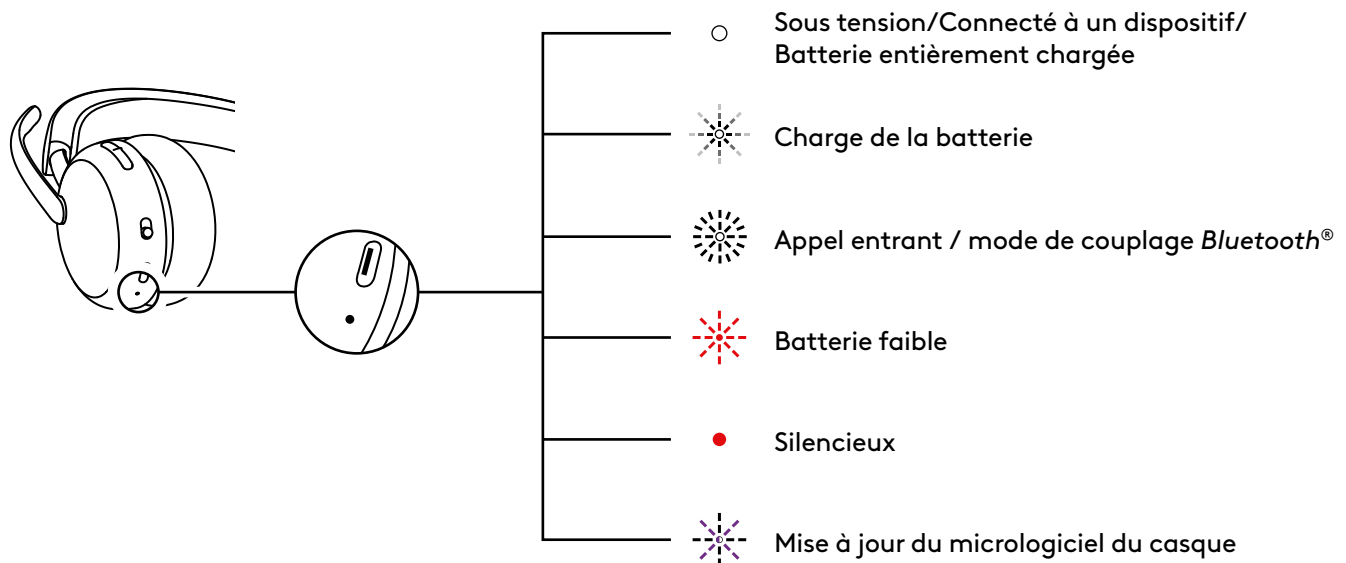 Sous tension/Connecté à un dispositif/
Batterie entièrement chargée
Charge de la batterie
Appel entrant / mode de couplage Bluetooth®
Batterie faible
Silencieux
Mise à jour du micrologiciel du casque